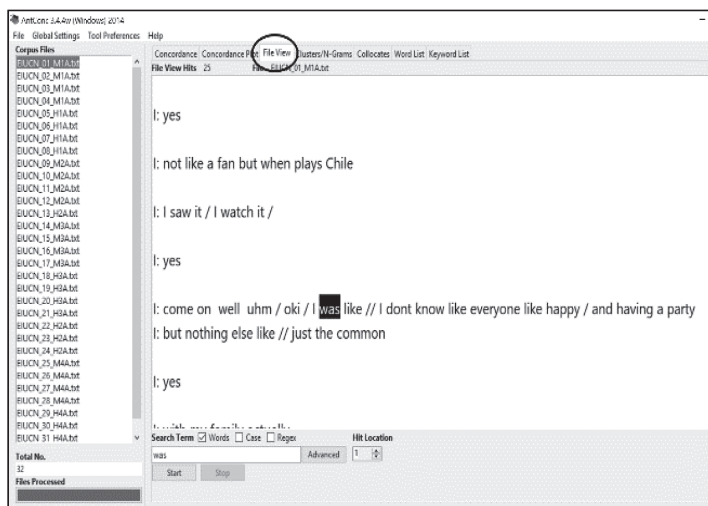 AntConc 3.4.4w (Windows) 2014
File Global Settings Tool Preferences Help
Corpus Files
EIUCN_01_M1A.txt
EIUCN_02_M1A.txt
EIUCN_03_M1A.txt
EIUCN_04_M1A.txt
EIUCN_05_H1A.txt
EIUCN_06_H1A.txt
EIUCN_07_H1A.txt
EIUCN_08_H1A.txt
EIUCN_09_M2A.txt
EIUCN_10_M2A.txt
EIUCN_11_M2A.txt
EIUCN_12_M2A.txt
EIUCN_13_H2A.txt
EIUCN_14_M3A.txt
EIUCN_15_M3A.txt
EIUCN_16_M3A.txt
EIUCN_17_M3A.txt
EIUCN_18_H3A.txt
EIUCN_19_H3A.txt
EIUCN_20_H3A.txt
EIUCN_21_H3A.txt
EIUCN_22_H2A.txt
EIUCN_23_H2A.txt
EIUCN_24_H2A.txt
EIUCN_25_M4A.txt
EIUCN_26_M4A.txt
EIUCN_27_M4A.txt
EIUCN_28_M4A.txt
EIUCN_29_H4A.txt
EIUCN_30_H4A.txt
EIUCN_31_H4A.txt
Total No.
32
Files Processed
Concordance Concordance Plot File View Clusters/N-Grams Collocates Word List Keyword List
File View Hits 25 File EIUCN_01_M1A.txt
I: yes
I: not like a fan but when plays Chile
I: I saw it / I watch it /
I: yes
I: come on well uhm / oki / I was like // I dont know like everyone like happy / and having a party
I: but nothing else like // just the common
I: yes
I: with my family actually
Search Term Words Case Regex Hit Location
was Advanced 1
Start Stop